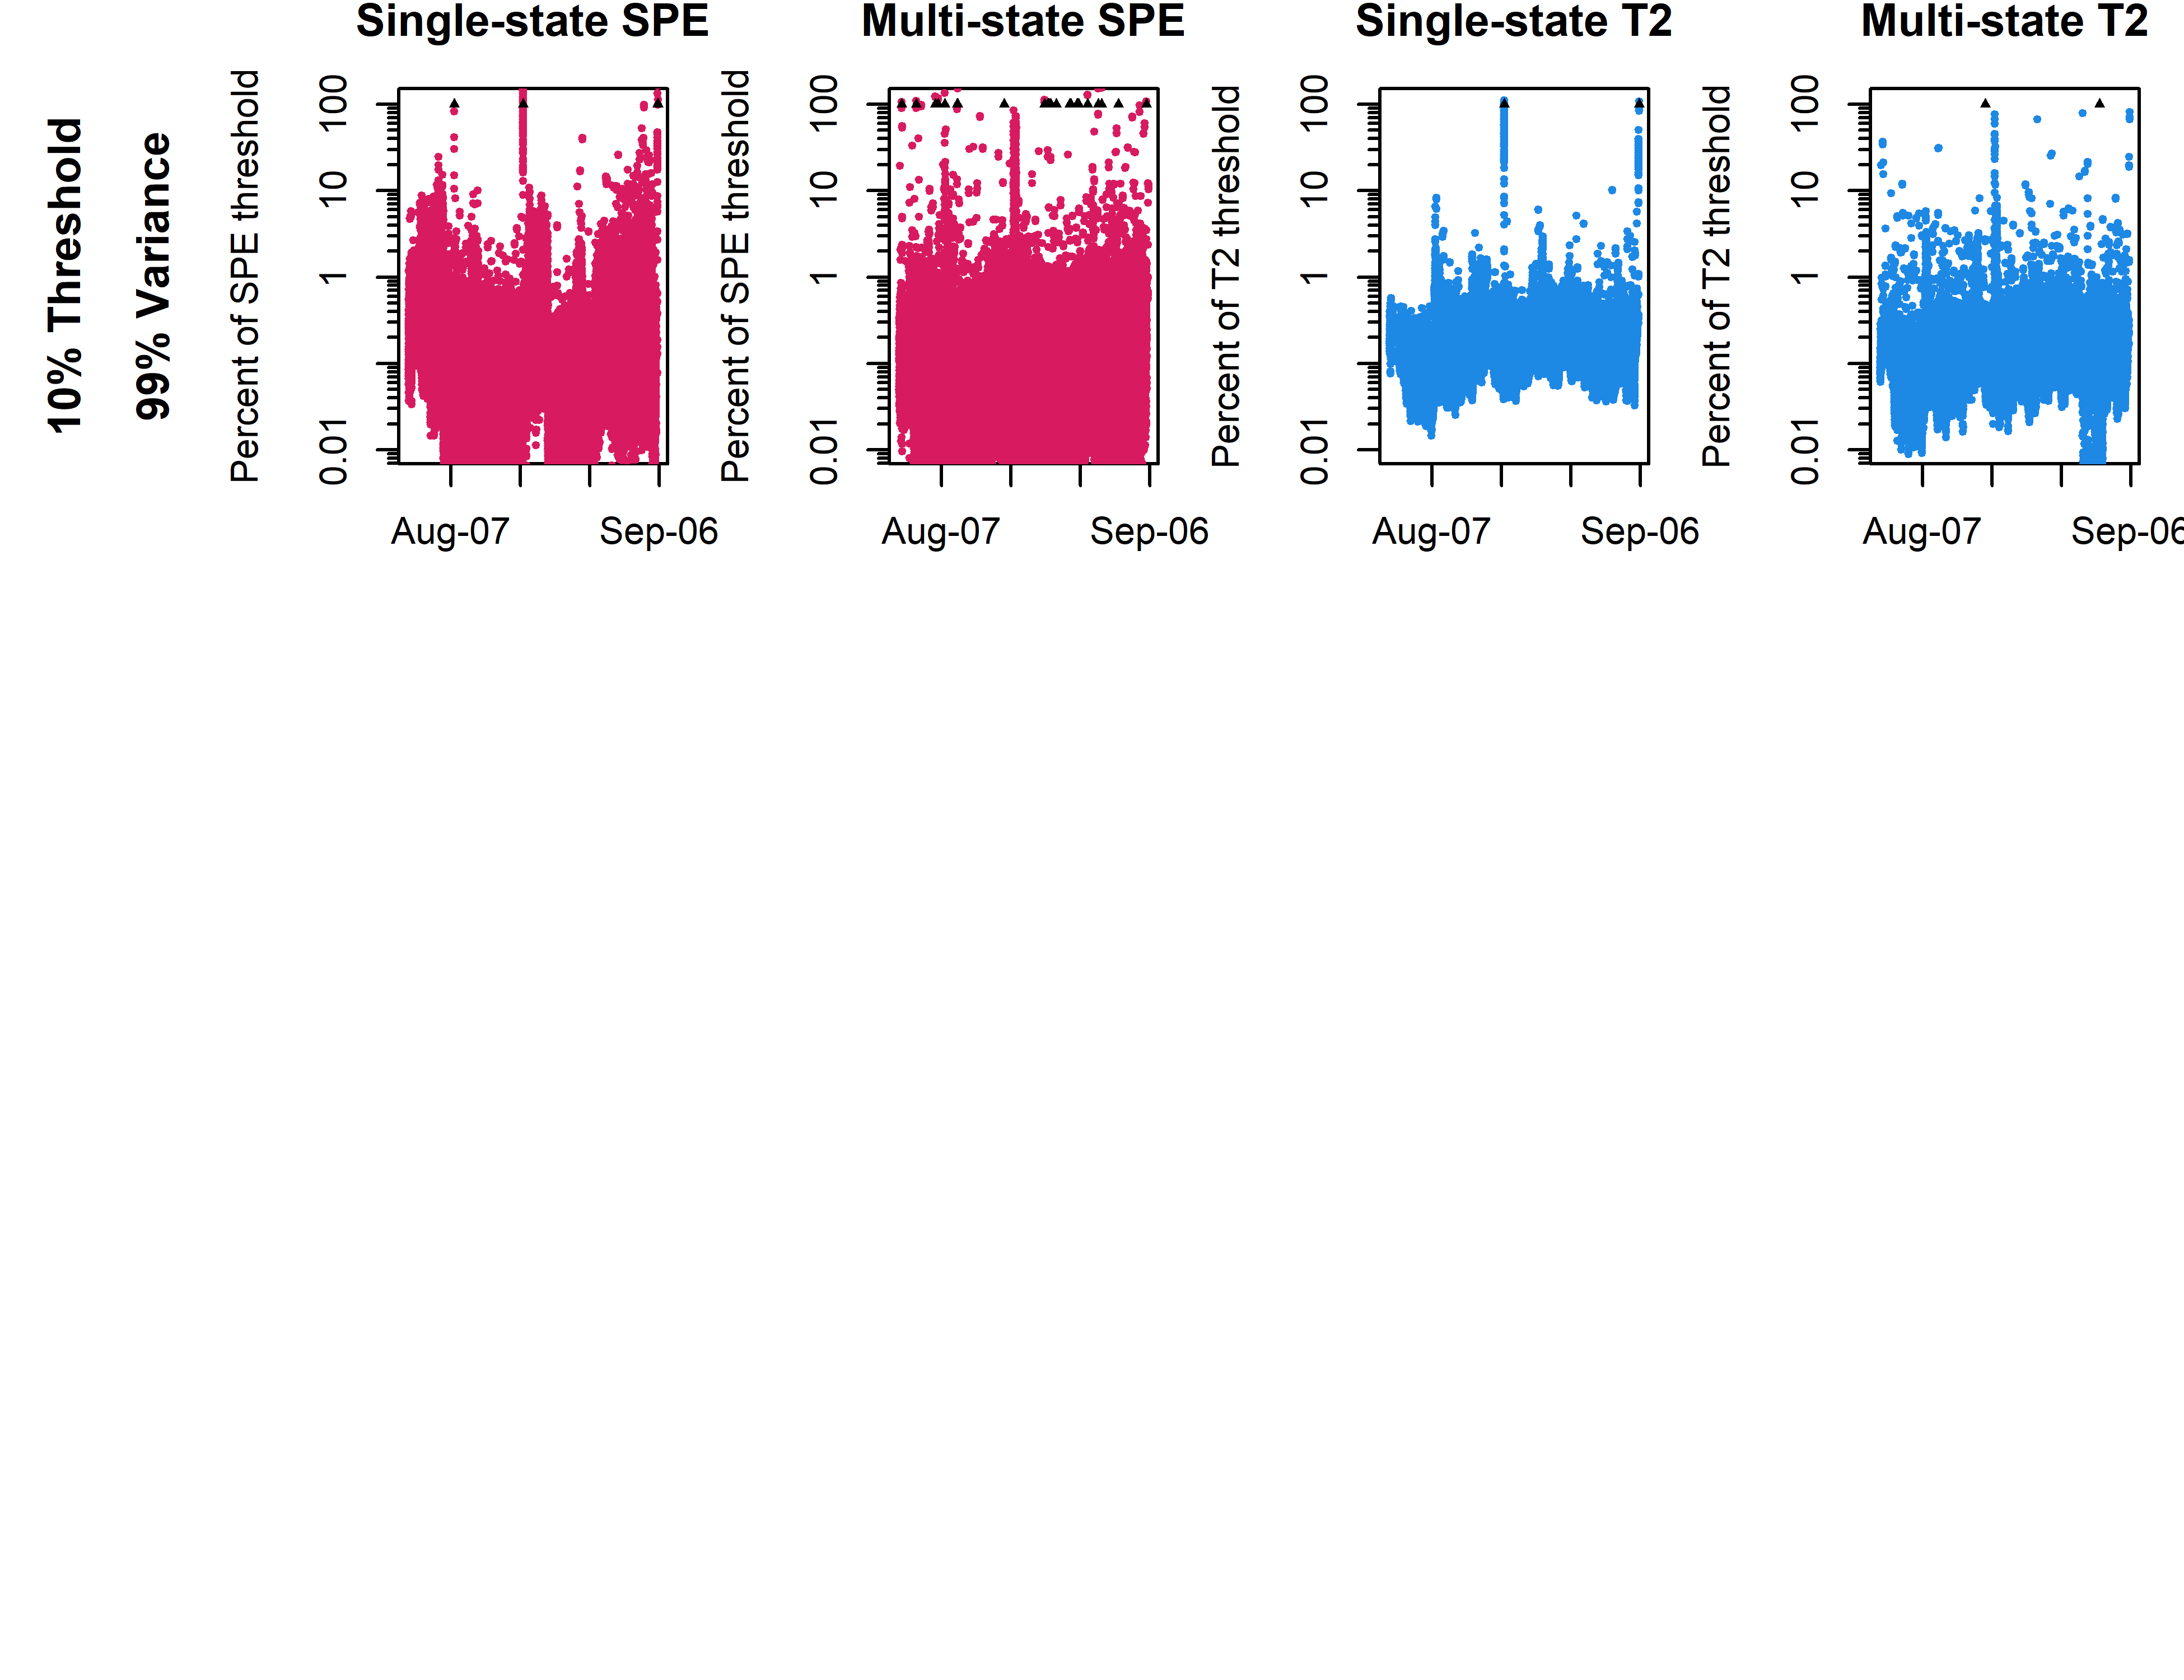 Single-state SPE
Multi-state SPE
Single-state T2
Multi-state T2
10% Threshold
99% Variance
Percent of SPE threshold
100
10
1
0.01
Aug-07
Sep-06
Percent of SPE threshold
100
10
1
0.01
Aug-07
Sep-06
Percent of T2 threshold
100
10
1
0.01
Aug-07
Sep-06
Percent of T2 threshold
100
10
1
0.01
Aug-07
Sep-06